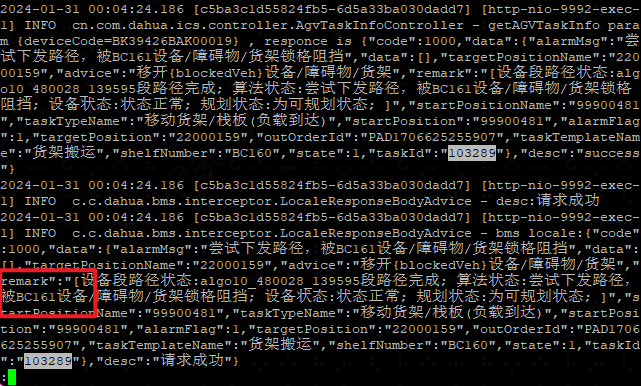 2024-01-31 00:04:24.186 [c5ba3c1d55824fb5-6d5a33ba030dadd7] [http-nio-9992-exec-
1] INFO  cn.com.dahua.ics.controller.AgvTaskInfoController - getAGVTaskInfo para
m {deviceCode=BK39426BAK00019} , responce is {"code":1000,"data":{"alarmMsg":"尝
试下发路径，被BC161设备/障碍物/货架锁格阻挡","data":[],"targetPositionName":"22000
00159","advice":"移开{blockedVeh}设备/障碍物/货架","remark":"[设备段路径状态:algo
10_480028_139595段路径完成; 算法状态:尝试下发路径，被BC161设备/障碍物/货架锁格
阻挡; 设备状态:状态正常; 规划状态:为可规划状态; ]","startPositionName":"99900481
","taskTypeName":"移动货架/栈板(负载到达)","startPosition":"99900481","alarmFlag
":1,"targetPosition":"22000159","outOrderId":"PAD1706625255907","taskTemplateNam
e":"货架搬运","shelfNumber":"BC160","state":1,"taskId":"103289"},"desc":"success
"}
2024-01-31 00:04:24.186 [c5ba3c1d55824fb5-6d5a33ba030dadd7] [http-nio-9992-exec-
1] INFO  c.c.dahua.bms.interceptor.LocaleResponseBodyAdvice - desc:请求成功
2024-01-31 00:04:24.186 [c5ba3c1d55824fb5-6d5a33ba030dadd7] [http-nio-9992-exec-
1] INFO  c.c.dahua.bms.interceptor.LocaleResponseBodyAdvice - bms locale:{"code"
:1000,"data":{"alarmMsg":"尝试下发路径，被BC161设备/障碍物/货架锁格阻挡","data":
[],"targetPositionName":"22000159","advice":"移开{blockedVeh}设备/障碍物/货架","
remark":"[设备段路径状态:algo10_480028_139595段路径完成; 算法状态:尝试下发路径，
被BC161设备/障碍物/货架锁格阻挡; 设备状态:状态正常; 规划状态:为可规划状态; ]","s
tartPositionName":"99900481","taskTypeName":"移动货架/栈板(负载到达)","startPosi
tion":"99900481","alarmFlag":1,"targetPosition":"22000159","outOrderId":"PAD1706
625255907","taskTemplateName":"货架搬运","shelfNumber":"BC160","state":1,"taskId
":"103289"},"desc":"请求成功"}
: